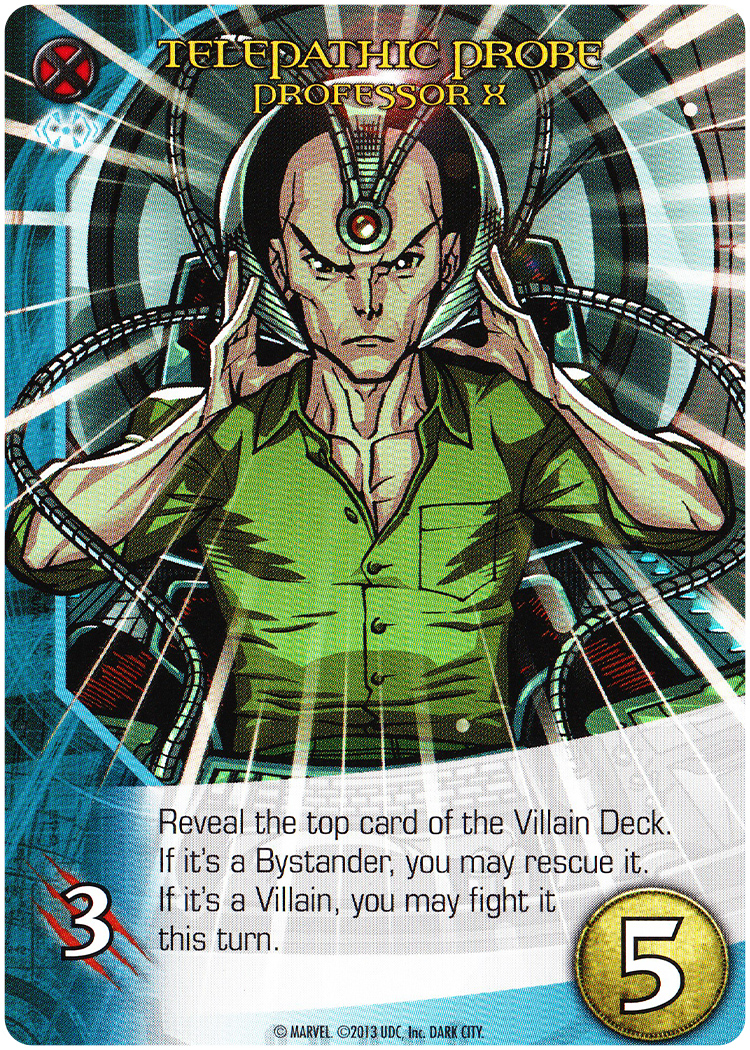 TELEPATHIC PROBE
PROFESSOR X
Reveal the top card of the Villain Deck.
If it's a Bystander, you may rescue it.
If it's a Villain, you may fight it
this turn.
3
5
© MARVEL. ©2013 UDC, Inc. DARK CITY.